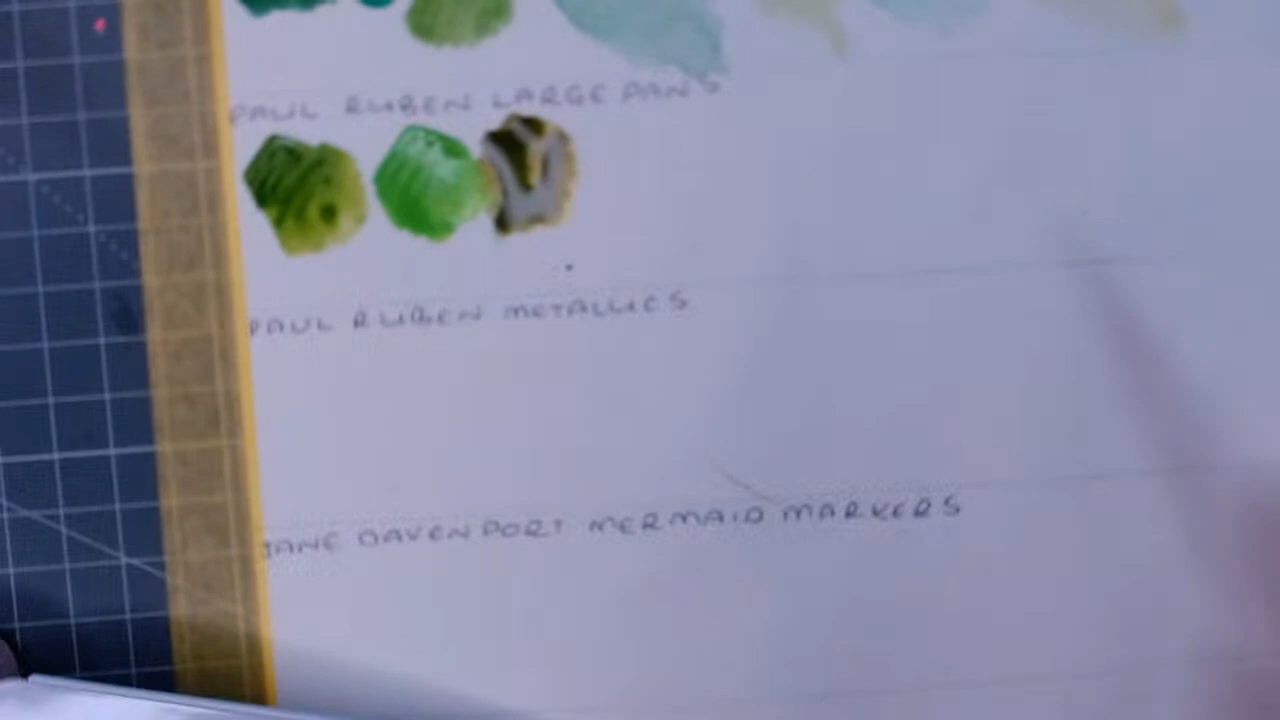 PAUL RUBEN LARGE PANS
PAUL RUBEN METALLICS
JANE DAVENPORT MERMAID MARKERS